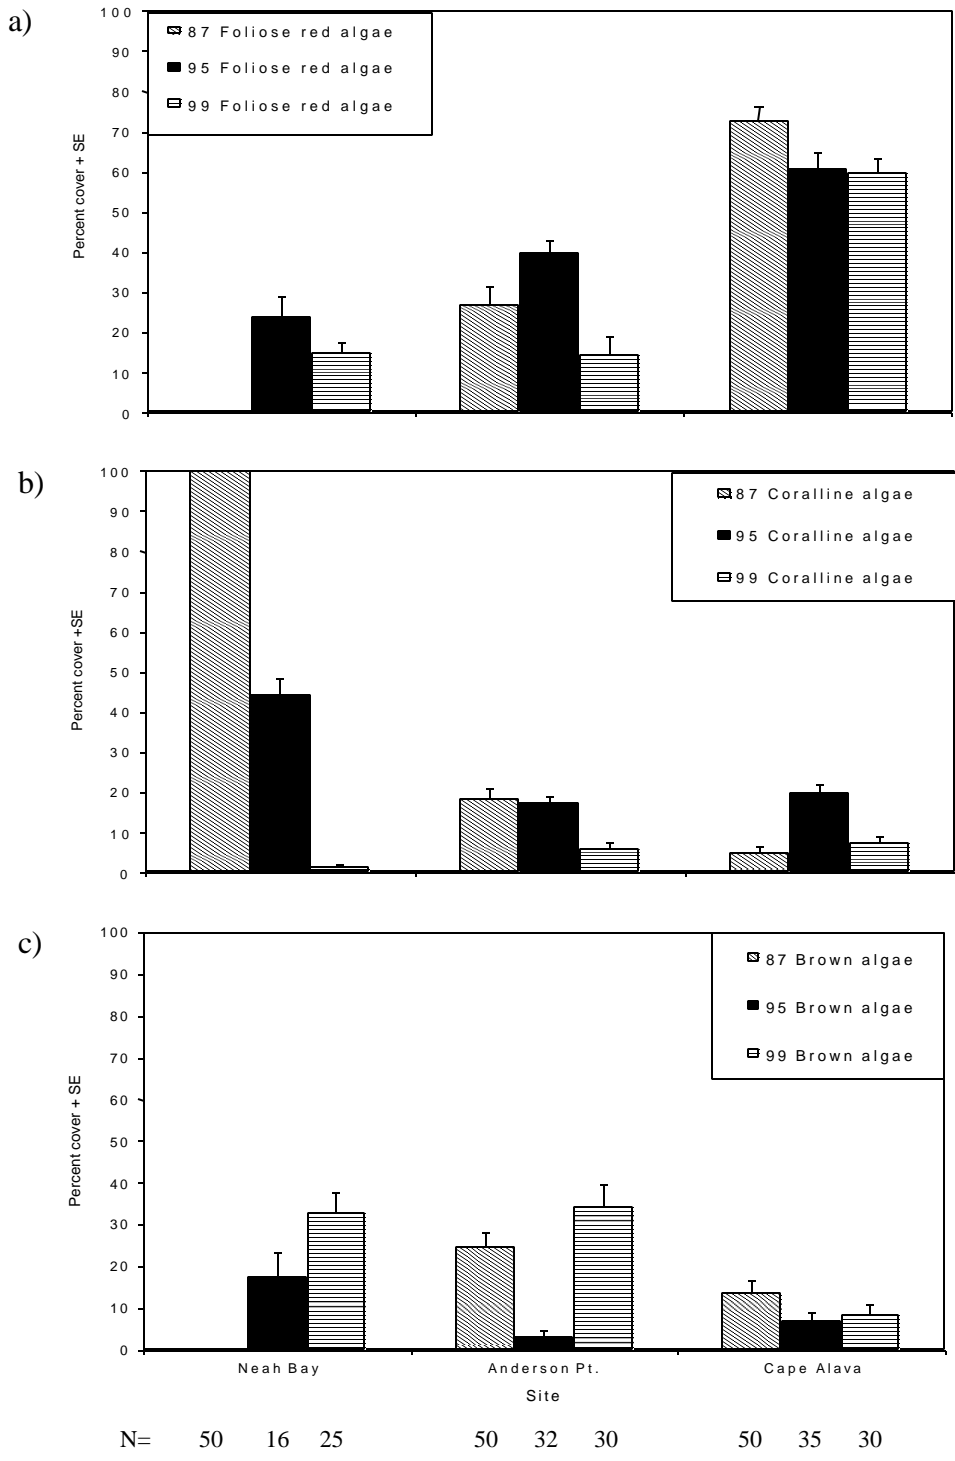 a)
100
90
80
70
60
50
40
30
20
10
0
Percent cover + SE
87 Foliose red algae
95 Foliose red algae
99 Foliose red algae
b)
100
90
80
70
60
50
40
30
20
10
0
Percent cover +SE
87 Coralline algae
95 Coralline algae
99 Coralline algae
c)
100
90
80
70
60
50
40
30
20
10
0
Percent cover + SE
87 Brown algae
95 Brown algae
99 Brown algae
Neah Bay Anderson Pt. Cape Alava
Site
N= 50 16 25 50 32 30 50 35 30